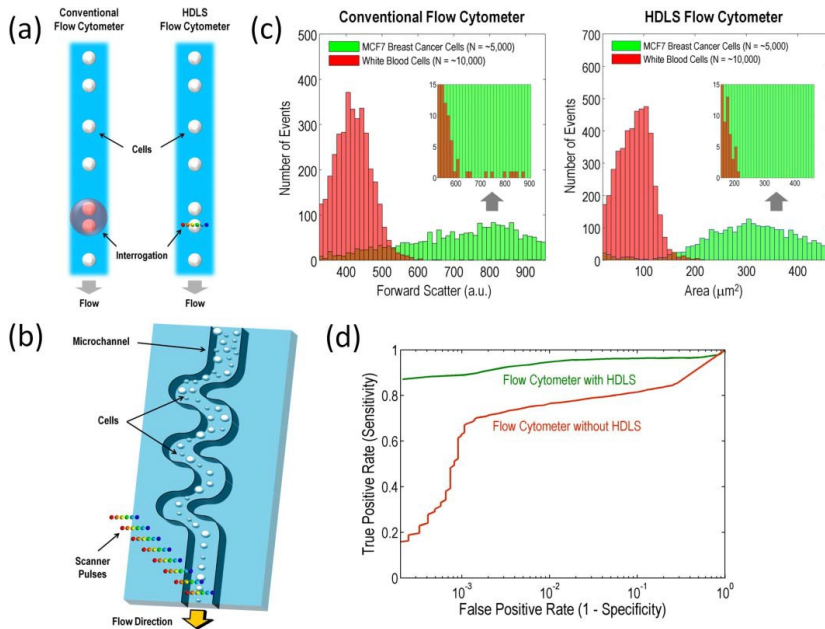 (a)
Conventional
Flow Cytometer
HDLS
Flow Cytometer
Cells
Interrogation
Flow
Flow
(b)
Microchannel
Cells
Scanner
Pulses
Flow Direction
(c)
Conventional Flow Cytometer
MCF7 Breast Cancer Cells (N = ~5,000)
White Blood Cells (N = ~10,000)
Number of Events
500
400
300
200
100
0
400 500 600 700 800 900
Forward Scatter (a.u.)
15
10
5
0
600 700 800 900
HDLS Flow Cytometer
MCF7 Breast Cancer Cells (N = ~5,000)
White Blood Cells (N = ~10,000)
Number of Events
700
600
500
400
300
200
100
0
100 200 300 400
Area (μm²)
15
10
5
0
200 300 400
(d)
True Positive Rate (Sensitivity)
1
0.8
0.6
0.4
0.2
0
Flow Cytometer with HDLS
Flow Cytometer without HDLS
10⁻³ 10⁻² 10⁻¹ 10⁰
False Positive Rate (1 - Specificity)